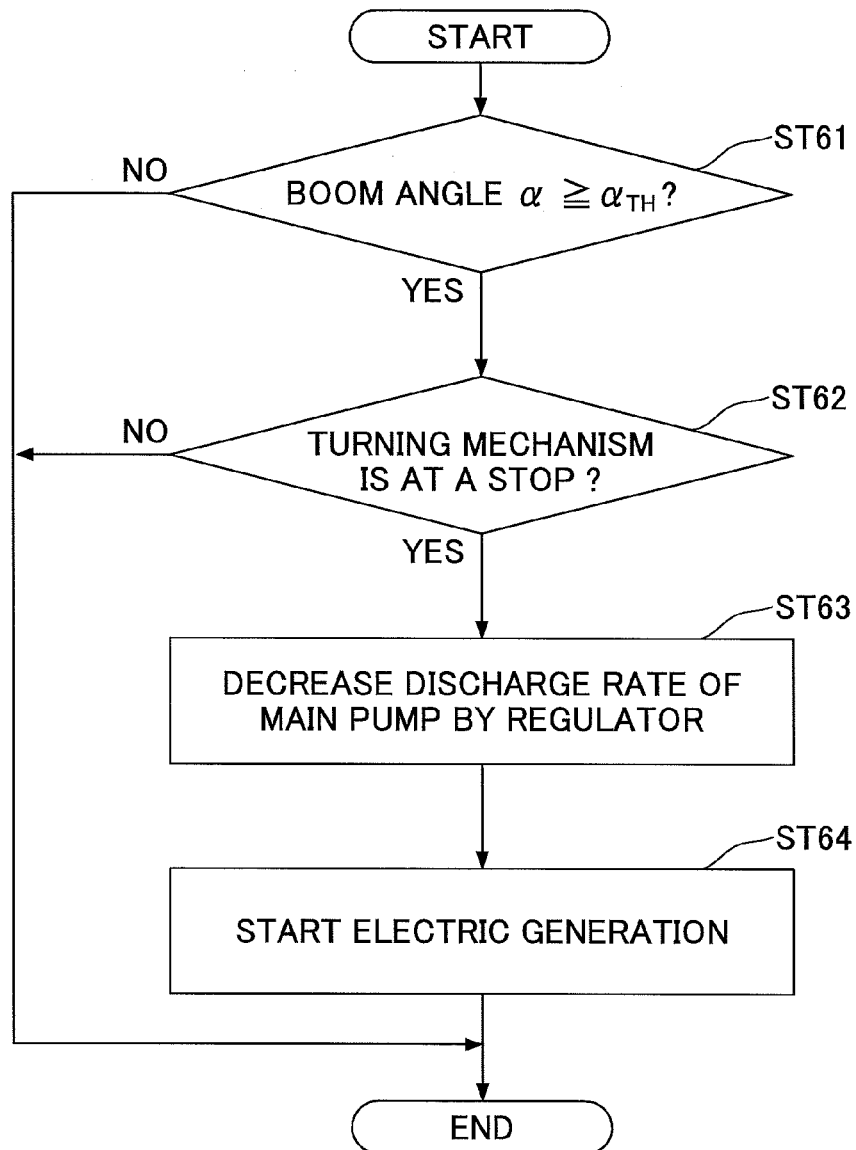 START
ST61
NO
BOOM ANGLE α ≧ αTH?
YES
ST62
NO
TURNING MECHANISM
IS AT A STOP ?
YES
ST63
DECREASE DISCHARGE RATE OF
MAIN PUMP BY REGULATOR
ST64
START ELECTRIC GENERATION
END